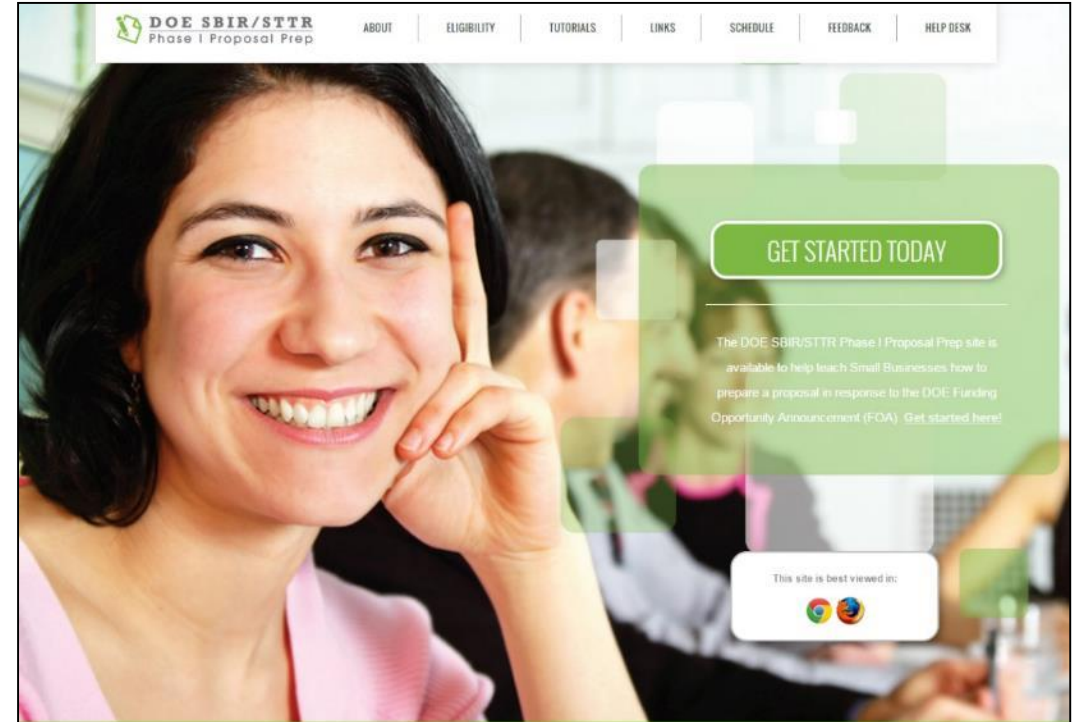 DOE SBIR/STTR
Phase I Proposal Prep
ABOUT
ELIGIBILITY
TUTORIALS
LINKS
SCHEDULE
FEEDBACK
HELP DESK
GET STARTED TODAY
The DOE SBIR/STTR Phase I Proposal Prep site is
available to help teach Small Businesses how to
prepare a proposal in response to the DOE Funding
Opportunity Announcement (FOA) Get started here!
This site is best viewed in: